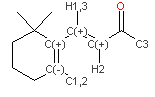 H1,3
O
C(+)
C(+) C(+) C3
C(-)
H2
C1,2